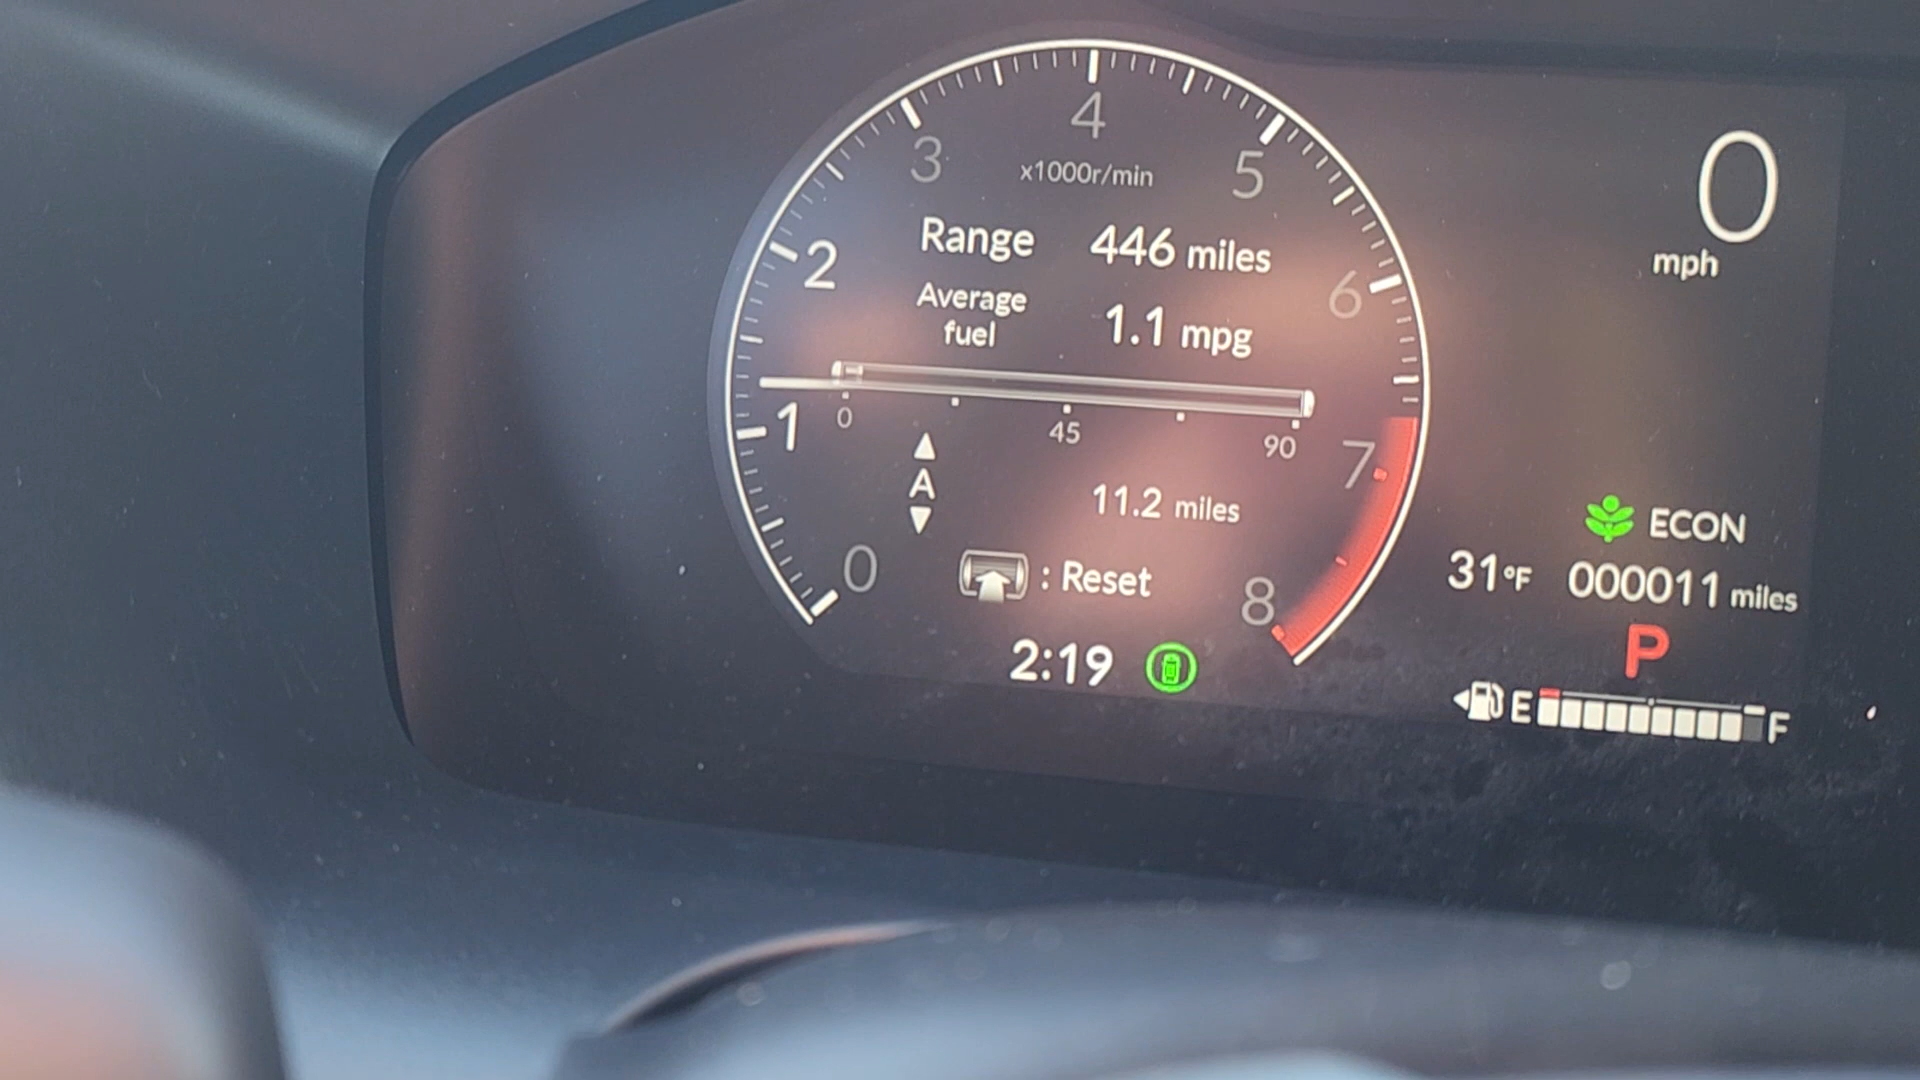 4
3
5
x1000r/min
0
mph
Range 446 miles
2
6
Average
fuel
1.1 mpg
1
0
45
90
7
A
11.2 miles
ECON
0
: Reset
8
31°F 000011 miles
2:19
P
E
F